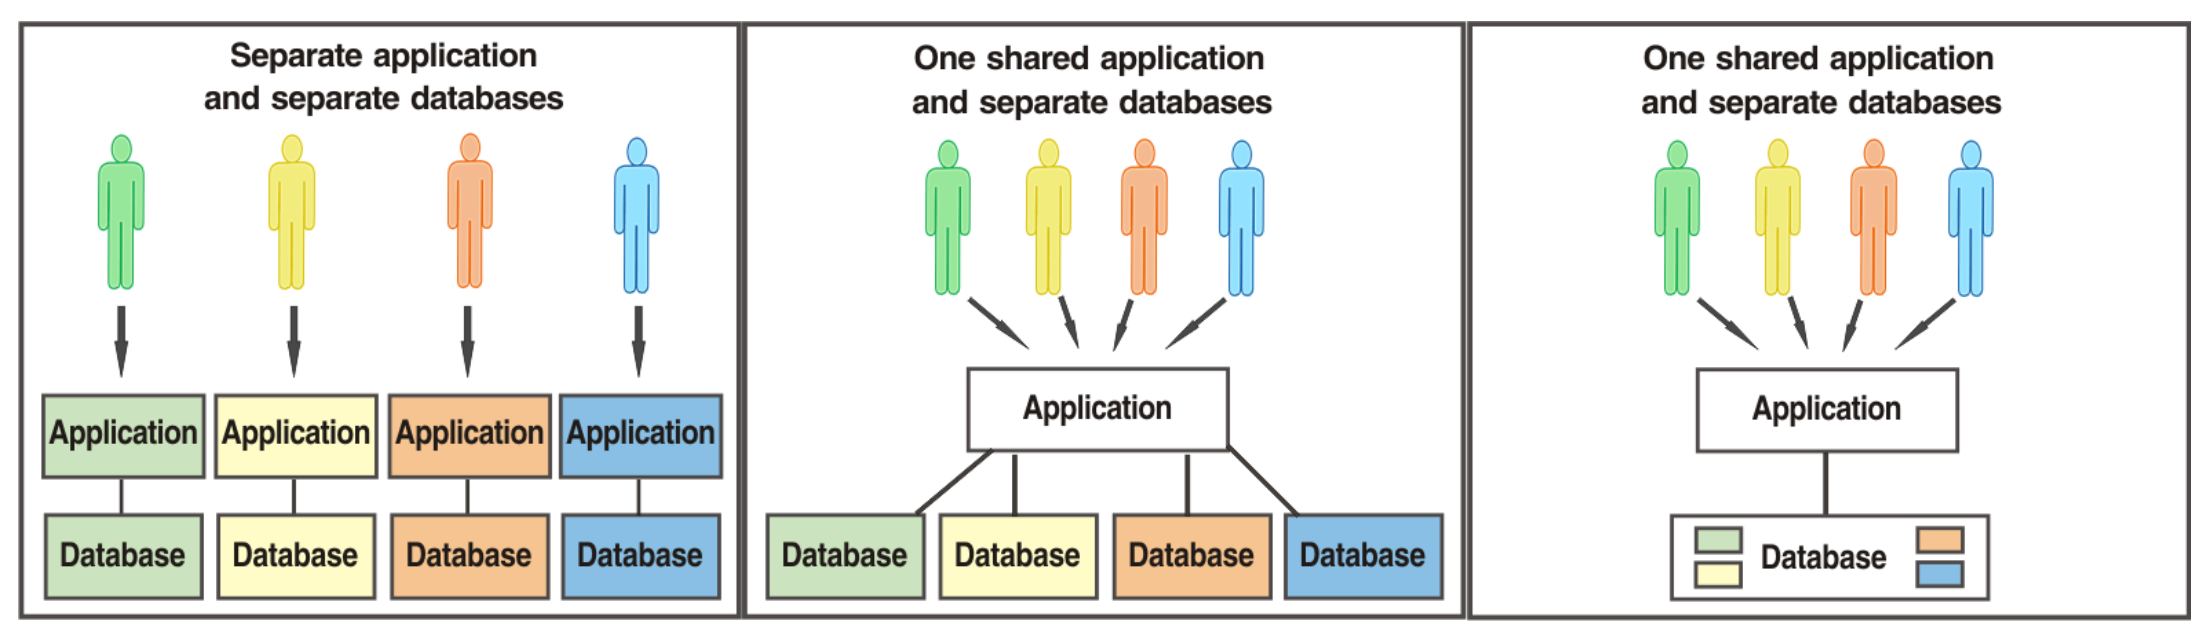 Separate application
and separate databases
Application
Application
Application
Application
Database
Database
Database
Database
One shared application
and separate databases
Application
Database
Database
Database
Database
One shared application
and separate databases
Application
Database